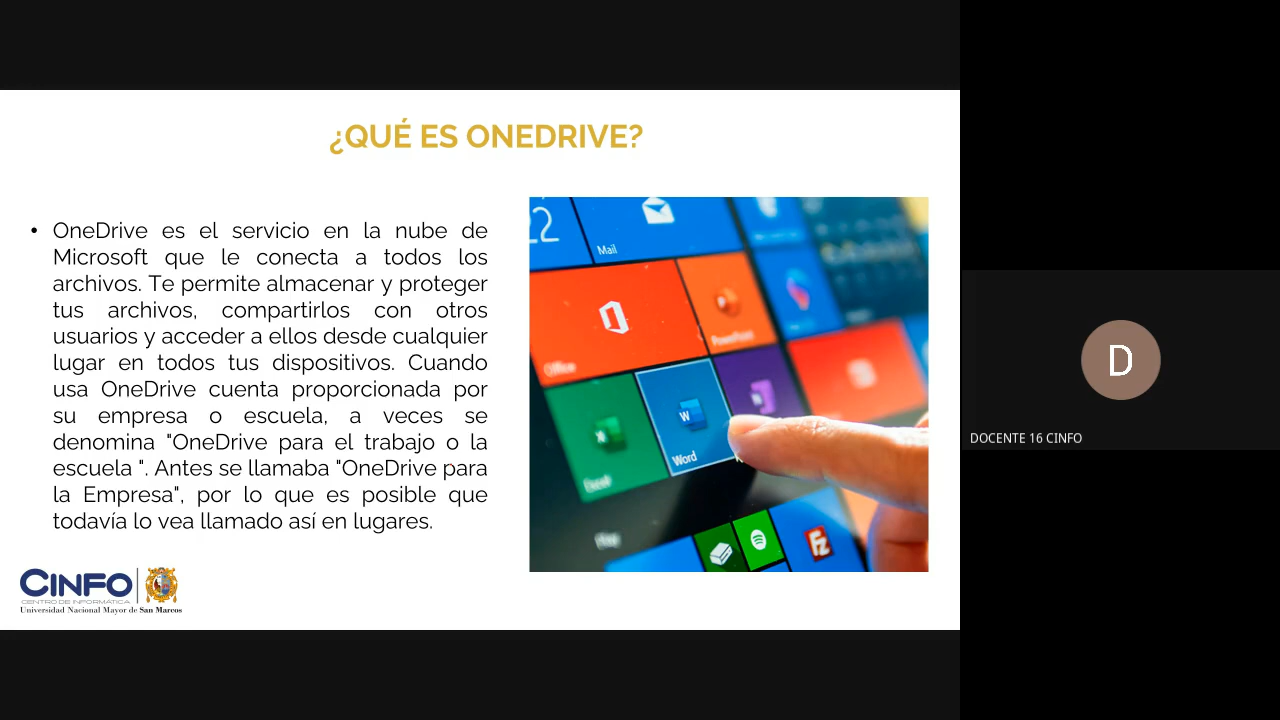 ¿QUÉ ES ONEDRIVE?
• OneDrive es el servicio en la nube de
Microsoft que le conecta a todos los
archivos. Te permite almacenar y proteger
tus archivos, compartirlos con otros
usuarios y acceder a ellos desde cualquier
lugar en todos tus dispositivos. Cuando
usa OneDrive cuenta proporcionada por
su empresa o escuela, a veces se
denomina "OneDrive para el trabajo o la
escuela ". Antes se llamaba "OneDrive para
la Empresa", por lo que es posible que
todavía lo vea llamado así en lugares.
22
Mail
Office
PowerPoint
Excel
Word
CINFO
CENTRO DE INFORMÁTICA
Universidad Nacional Mayor de San Marcos
D
DOCENTE 16 CINFO